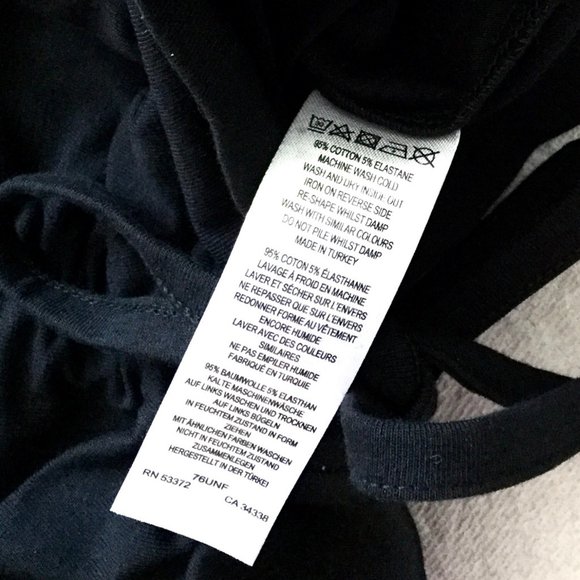 95% COTTON 5% ELASTANE
MACHINE WASH COLD
WASH AND DRY INSIDE OUT
IRON ON REVERSE SIDE
RE-SHAPE WHILST DAMP
WASH WITH SIMILAR COLOURS
DO NOT PILE WHILST DAMP
MADE IN TURKEY
95% COTON 5% ÉLASTHANNE
LAVAGE À FROID EN MACHINE
LAVER ET SÉCHER SUR L'ENVERS
NE REPASSER QUE SUR L'ENVERS
REDONNER FORME AU VÊTEMENT
ENCORE HUMIDE
LAVER AVEC DES COULEURS
SIMILAIRES
NE PAS EMPILER HUMIDE
FABRIQUÉ EN TURQUIE
95% BAUMWOLLE 5% ELASTHAN
KALTE MASCHINENWÄSCHE
AUF LINKS WASCHEN UND TROCKNEN
AUF LINKS BÜGELN
IN FEUCHTEM ZUSTAND IN FORM
ZIEHEN
MIT ÄHNLICHEN FARBEN WASCHEN
NICHT IN FEUCHTEM ZUSTAND
ZUSAMMENLEGEN
HERGESTELLT IN DER TÜRKEI
76UNF
RN 53372 CA 34338